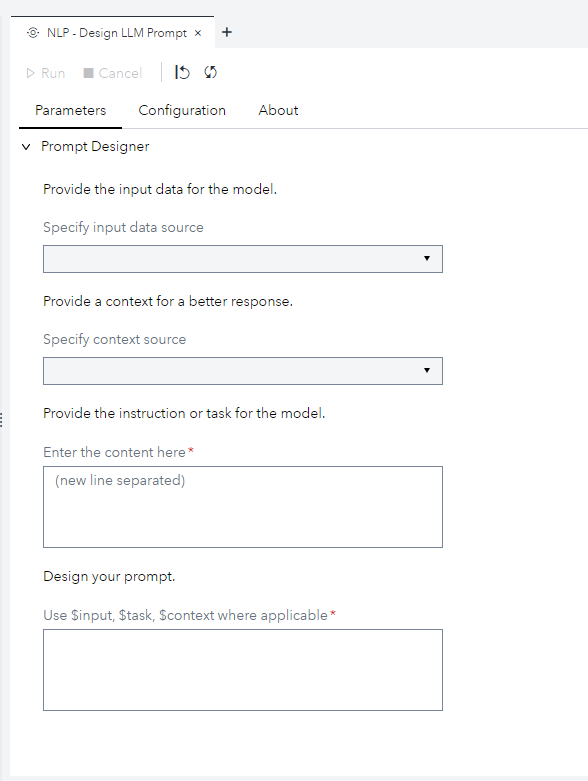 NLP - Design LLM Prompt × +
Run Cancel
Parameters Configuration About
Prompt Designer
Provide the input data for the model.
Specify input data source
Provide a context for a better response.
Specify context source
Provide the instruction or task for the model.
Enter the content here*
(new line separated)
Design your prompt.
Use $input, $task, $context where applicable*